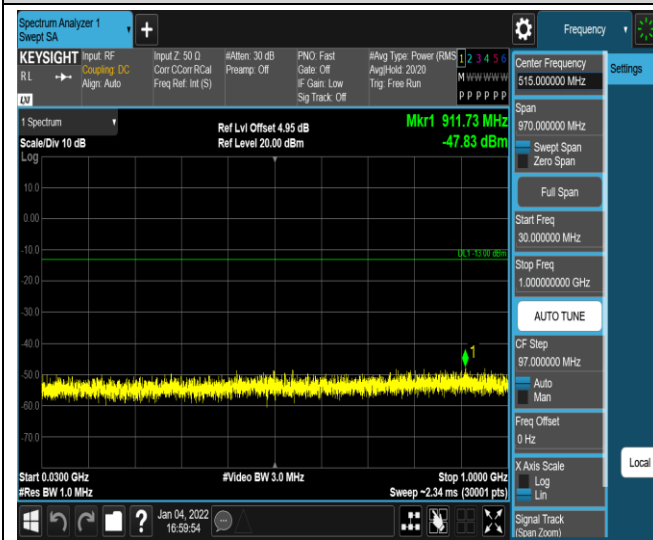 Spectrum Analyzer 1
Swept SA
Frequency
KEYSIGHT
RL
LXI
Input: RF
Coupling: DC
Align: Auto
Input Z: 50 Ω
Corr CCorr RCal
Freq Ref: Int (S)
#Atten: 30 dB
Preamp: Off
PNO: Fast
Gate: Off
IF Gain: Low
Sig Track: Off
#Avg Type: Power (RMS
Avg|Hold: 20/20
Trig: Free Run
1 2 3 4 5 6
M W W W W W
P P P P P P
1 Spectrum
Scale/Div 10 dB
Log
Ref Lvl Offset 4.95 dB
Ref Level 20.00 dBm
Mkr1 911.73 MHz
-47.83 dBm
10.0
0.00
-10.0
-20.0
-30.0
-40.0
-50.0
-60.0
-70.0
DL1 -13.00 dBm
1
Start 0.0300 GHz
#Res BW 1.0 MHz
#Video BW 3.0 MHz
Stop 1.0000 GHz
Sweep ~2.34 ms (30001 pts)
Jan 04, 2022
16:59:54
?
Center Frequency
515.000000 MHz
Span
970.000000 MHz
Swept Span
Zero Span
Full Span
Start Freq
30.000000 MHz
Stop Freq
1.000000000 GHz
AUTO TUNE
CF Step
97.000000 MHz
Auto
Man
Freq Offset
0 Hz
X Axis Scale
Log
Lin
Signal Track
(Span Zoom)
Settings
Local